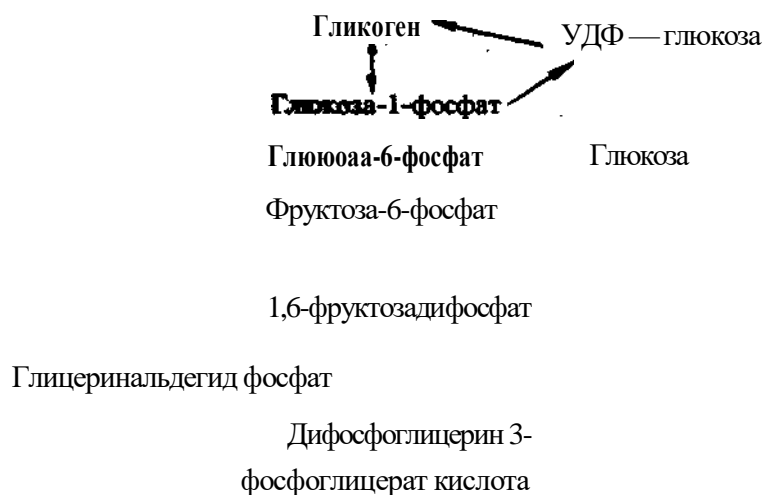 Гликоген
УДФ — глюкоза
Глюкоза-1-фосфат
Глююоаа-6-фосфат Глюкоза
Фруктоза-6-фосфат
1,6-фруктозадифосфат
Глицеринальдегид фосфат
Дифосфоглицерин 3-
фосфоглицерат кислота